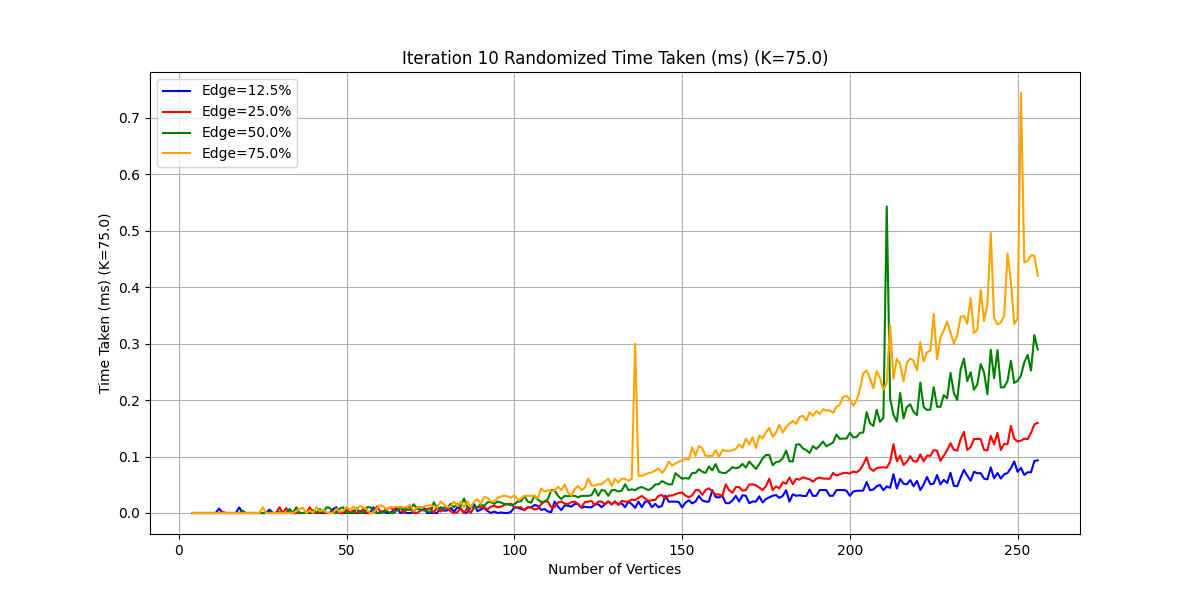 Iteration 10 Randomized Time Taken (ms) (K=75.0)
Edge=12.5%
Edge=25.0%
Edge=50.0%
Edge=75.0%
Time Taken (ms) (K=75.0)
0.7
0.6
0.5
0.4
0.3
0.2
0.1
0.0
0 50 100 150 200 250
Number of Vertices